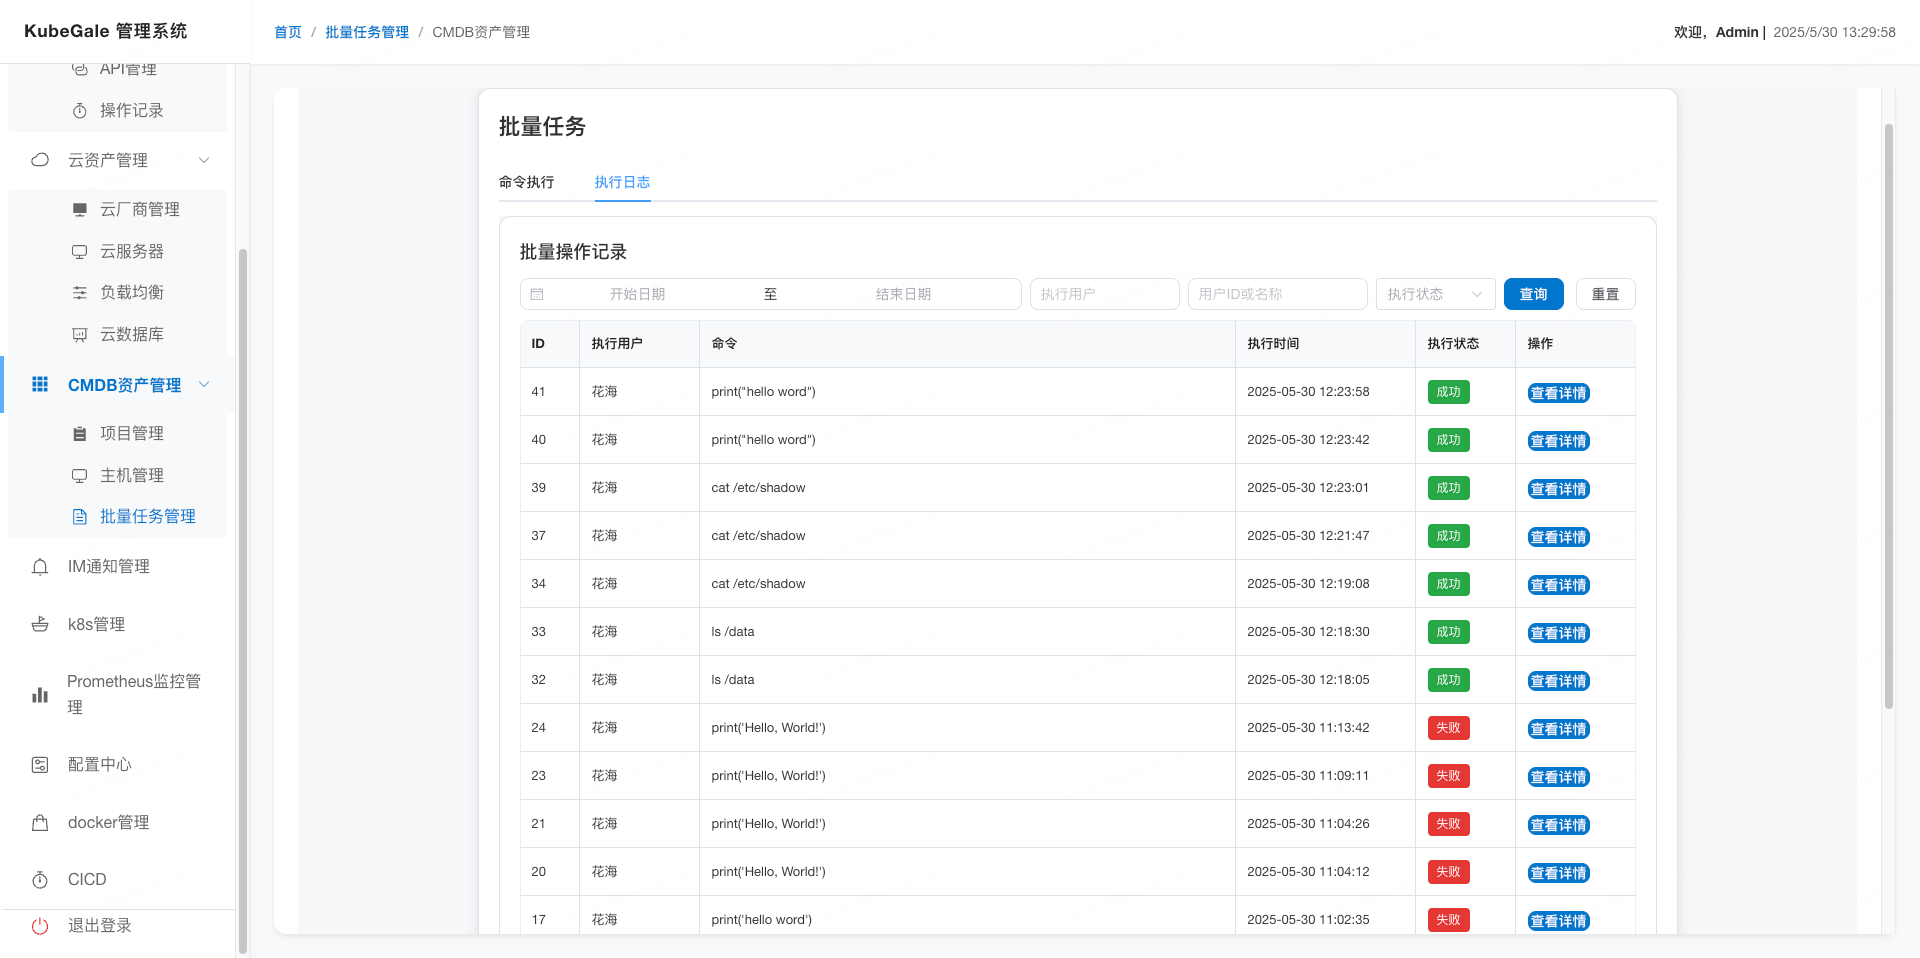 KubeGale 管理系统
首页 / 批量任务管理 / CMDB资产管理
欢迎，Admin | 2025/5/30 13:29:58
API管理
操作记录
云资产管理
云厂商管理
云服务器
负载均衡
云数据库
CMDB资产管理
项目管理
主机管理
批量任务管理
IM通知管理
k8s管理
Prometheus监控管
理
配置中心
docker管理
CICD
退出登录
批量任务
命令执行 执行日志
批量操作记录
开始日期 至 结束日期 执行用户 用户ID或名称 执行状态 查询 重置
ID 执行用户 命令 执行时间 执行状态 操作
41 花海 print("hello word") 2025-05-30 12:23:58 成功 查看详情
40 花海 print("hello word") 2025-05-30 12:23:42 成功 查看详情
39 花海 cat /etc/shadow 2025-05-30 12:23:01 成功 查看详情
37 花海 cat /etc/shadow 2025-05-30 12:21:47 成功 查看详情
34 花海 cat /etc/shadow 2025-05-30 12:19:08 成功 查看详情
33 花海 ls /data 2025-05-30 12:18:30 成功 查看详情
32 花海 ls /data 2025-05-30 12:18:05 成功 查看详情
24 花海 print('Hello, World!') 2025-05-30 11:13:42 失败 查看详情
23 花海 print('Hello, World!') 2025-05-30 11:09:11 失败 查看详情
21 花海 print('Hello, World!') 2025-05-30 11:04:26 失败 查看详情
20 花海 print('Hello, World!') 2025-05-30 11:04:12 失败 查看详情
17 花海 print('hello word') 2025-05-30 11:02:35 失败 查看详情